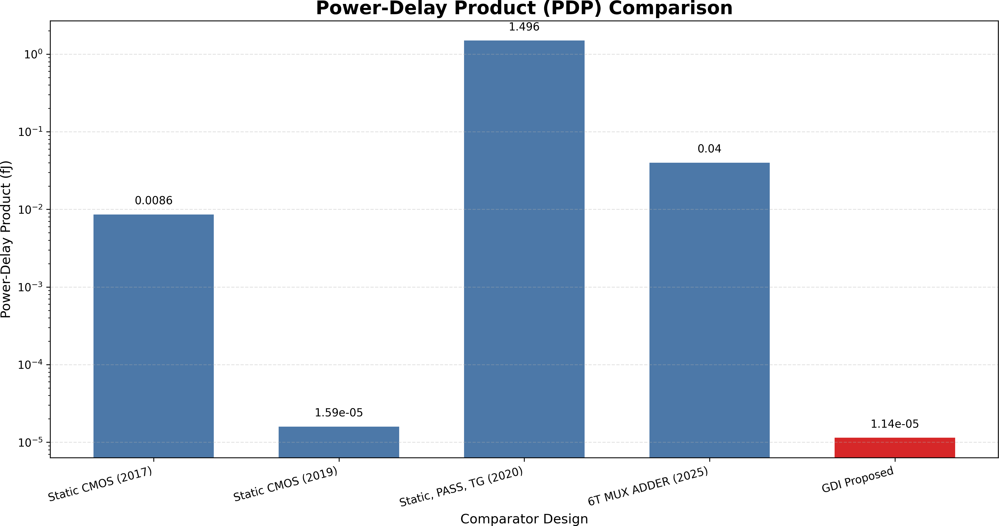 Power-Delay Product (PDP) Comparison
Power-Delay Product (fJ)
10⁰
10⁻¹
10⁻²
10⁻³
10⁻⁴
10⁻⁵
0.0086
1.59e-05
1.496
0.04
1.14e-05
Static CMOS (2017)
Static CMOS (2019)
Static, PASS, TG (2020)
6T MUX ADDER (2025)
GDI Proposed
Comparator Design